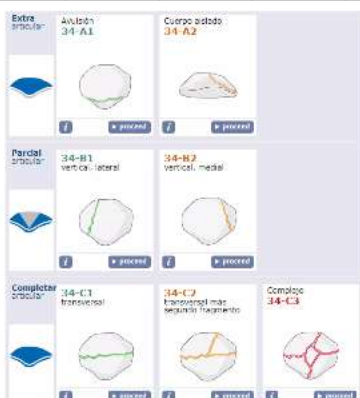 Extra
articular
Avulsión
34-A1
Cuerpo aislado
34-A2
i
▸ proceed
i
▸ proceed
Parcial
articular
34-B1
vertical, lateral
34-B2
vertical, medial
i
▸ proceed
i
▸ proceed
Completar
articular
34-C1
transversal
34-C2
transversal más
segundo fragmento
Complejo
34-C3
i
▸ proceed
i
▸ proceed
i
▸ proceed